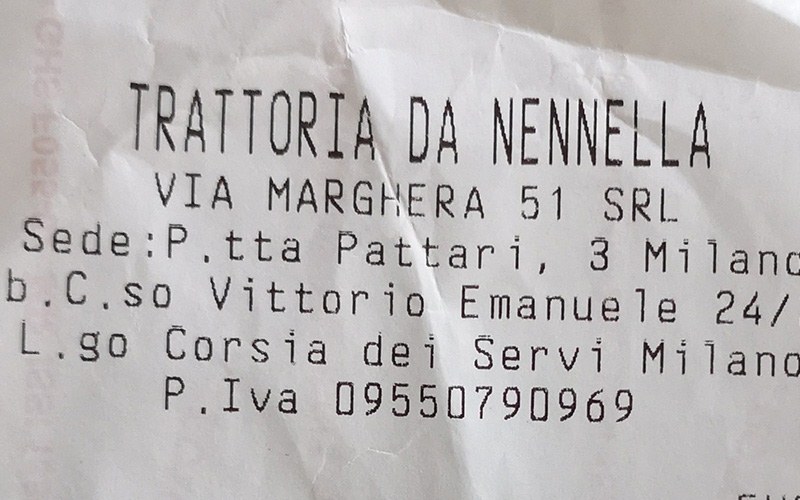 TRATTORIA DA NENNELLA
VIA MARGHERA 51 SRL
Sede:P.tta Pattari, 3 Milano
b.C.so Vittorio Emanuele 24/
L.go Corsia dei Servi Milano
P.Iva 09550790969